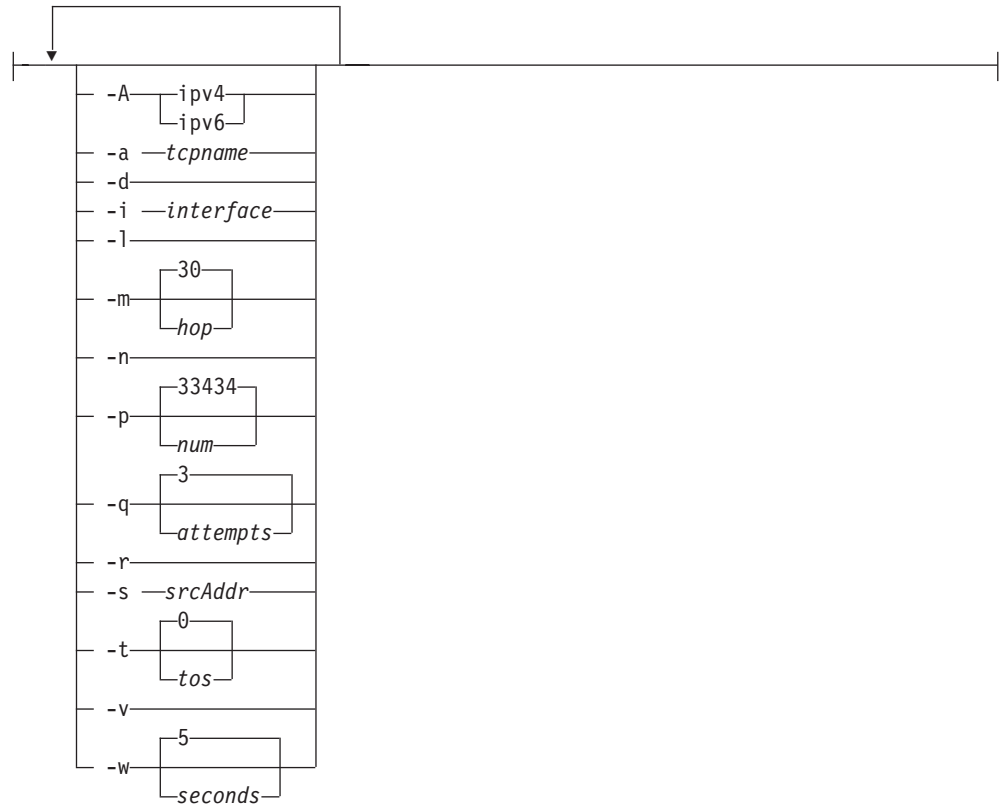 -A ipv4
ipv6
-a tcpname
-d
-i interface
-l
30
-m
hop
-n
33434
-p
num
3
-q
attempts
-r
-s srcAddr
0
-t
tos
-v
5
-w
seconds